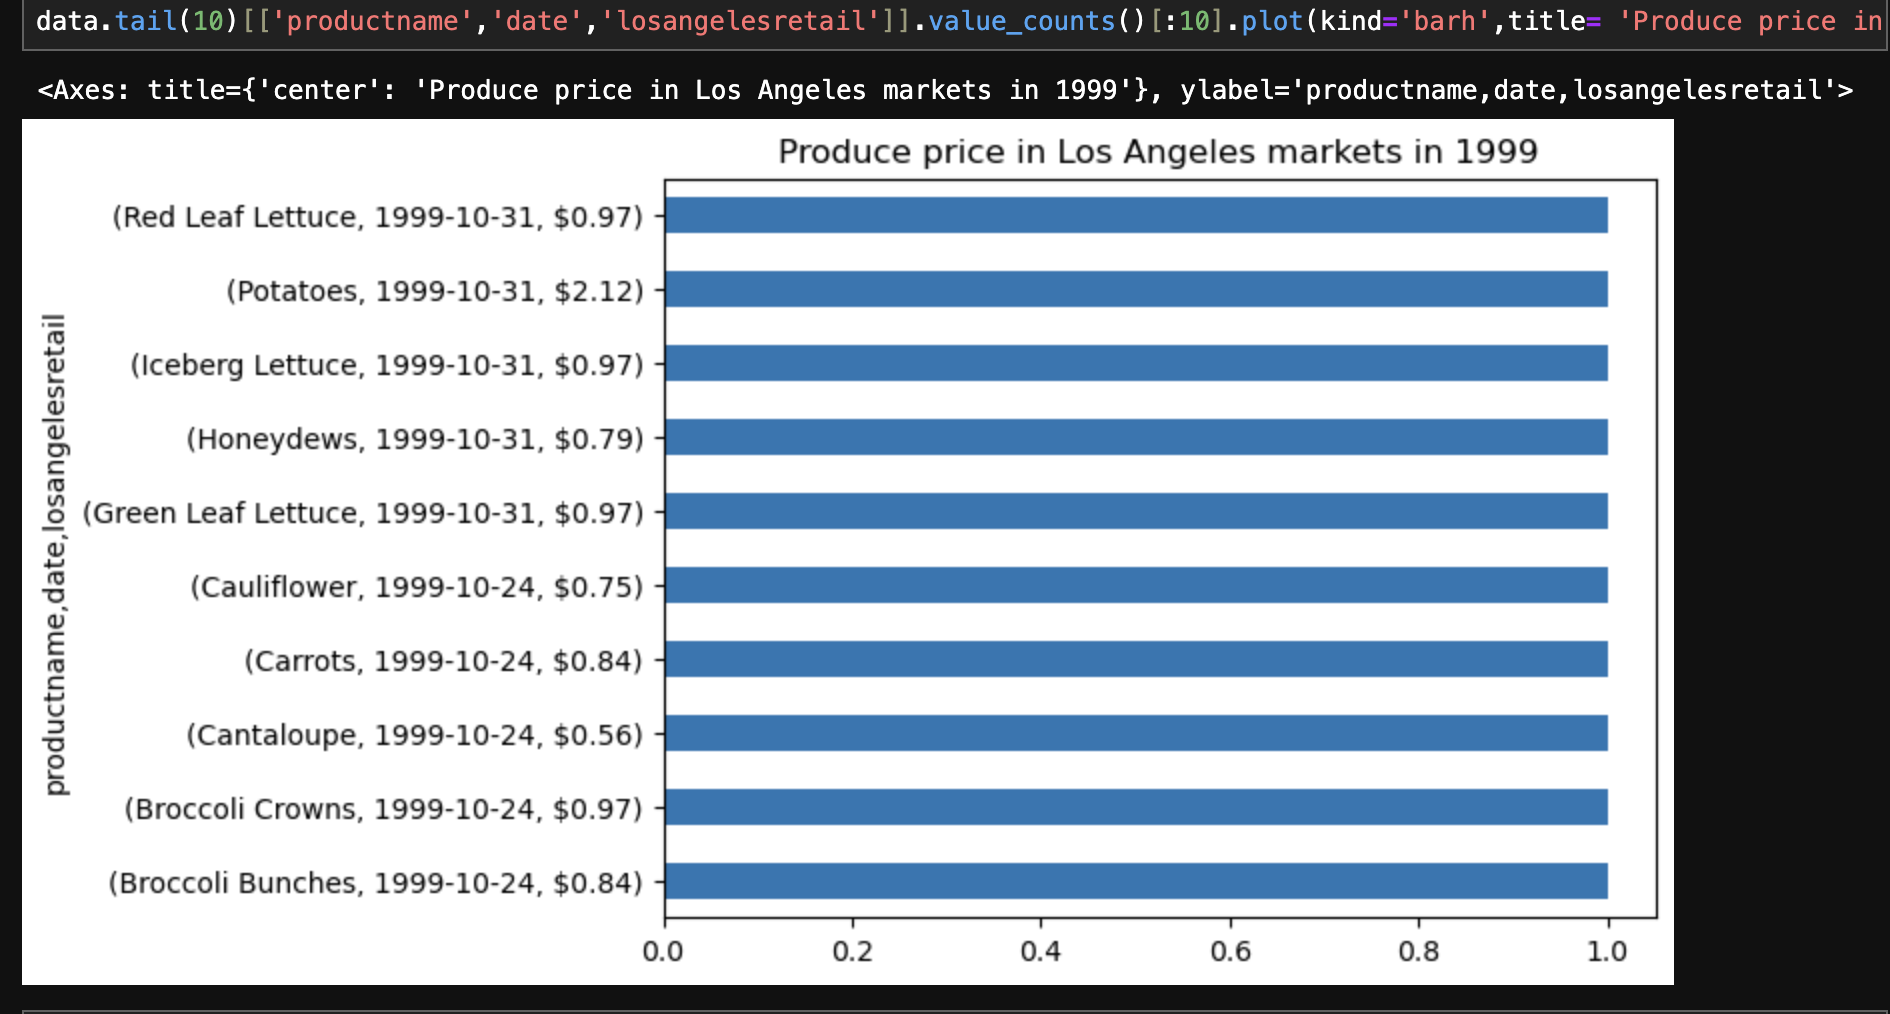 data.tail(10)[['productname','date','losangelesretail']].value_counts()[:10].plot(kind='barh',title= 'Produce price in
<Axes: title={'center': 'Produce price in Los Angeles markets in 1999'}, ylabel='productname,date,losangelesretail'>
Produce price in Los Angeles markets in 1999
productname,date,losangelesretail
(Red Leaf Lettuce, 1999-10-31, $0.97)
(Potatoes, 1999-10-31, $2.12)
(Iceberg Lettuce, 1999-10-31, $0.97)
(Honeydews, 1999-10-31, $0.79)
(Green Leaf Lettuce, 1999-10-31, $0.97)
(Cauliflower, 1999-10-24, $0.75)
(Carrots, 1999-10-24, $0.84)
(Cantaloupe, 1999-10-24, $0.56)
(Broccoli Crowns, 1999-10-24, $0.97)
(Broccoli Bunches, 1999-10-24, $0.84)
0.0 0.2 0.4 0.6 0.8 1.0